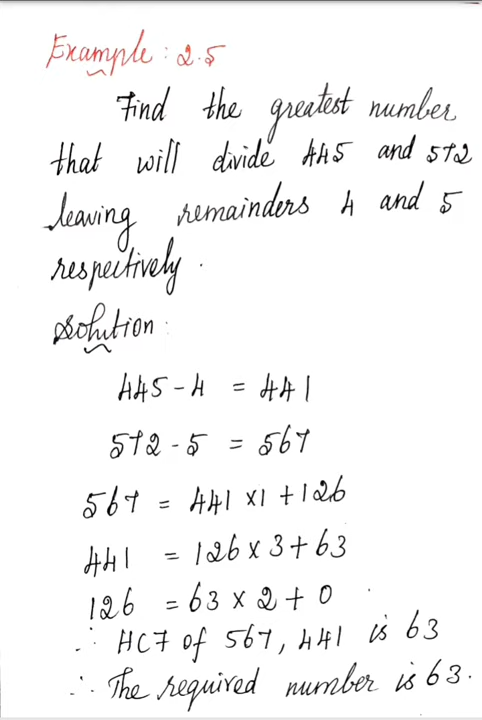 Example : 2.5
Find the greatest number
that will divide 445 and 572
leaving remainders 4 and 5
respectively.
Solution :
445 - 4 = 441
572 - 5 = 567
567 = 441 × 1 + 126
441 = 126 × 3 + 63
126 = 63 × 2 + 0
∴ HCF of 567, 441 is 63
∴ The required number is 63.